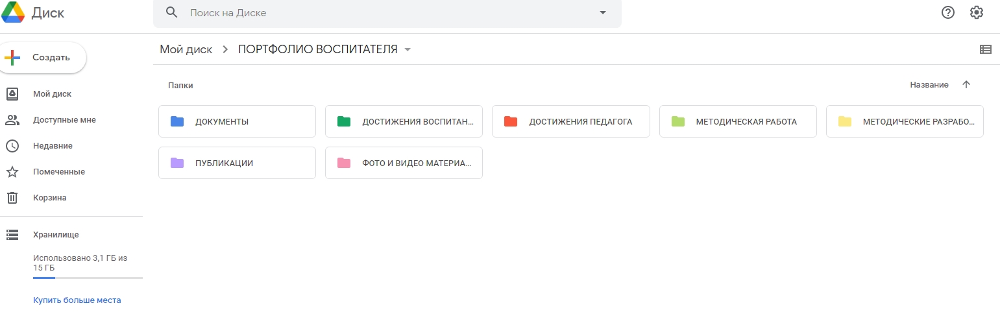 Диск
Поиск на Диске
Создать
Мой диск
Доступные мне
Недавние
Помеченные
Корзина
Хранилище
Использовано 3,1 ГБ из
15 ГБ
Купить больше места
Мой диск > ПОРТФОЛИО ВОСПИТАТЕЛЯ
Папки
Название
ДОКУМЕНТЫ
ДОСТИЖЕНИЯ ВОСПИТАН...
ДОСТИЖЕНИЯ ПЕДАГОГА
МЕТОДИЧЕСКАЯ РАБОТА
МЕТОДИЧЕСКИЕ РАЗРАБО...
ПУБЛИКАЦИИ
ФОТО И ВИДЕО МАТЕРИА...